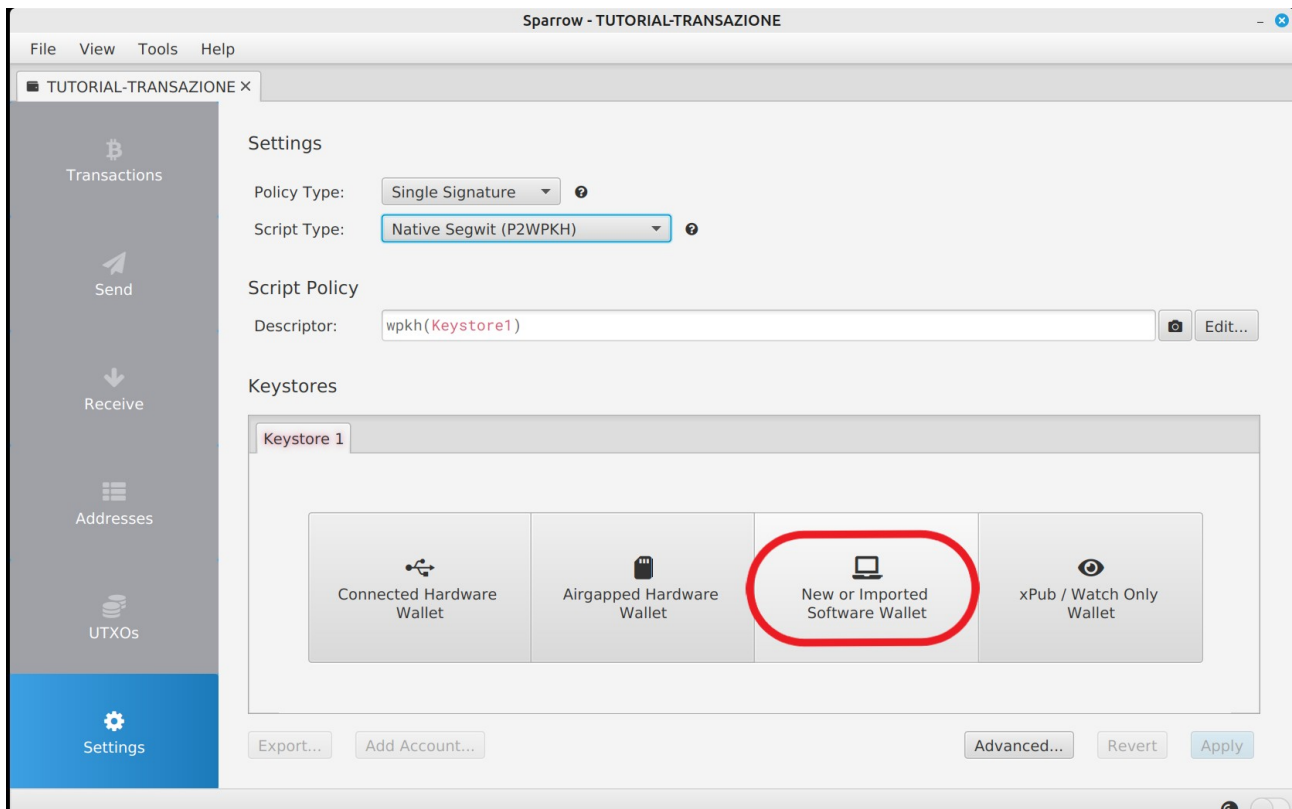 Sparrow - TUTORIAL-TRANSAZIONE
File View Tools Help
TUTORIAL-TRANSAZIONE
Transactions
Send
Receive
Addresses
UTXOs
Settings
Settings
Policy Type: Single Signature
Script Type: Native Segwit (P2WPKH)
Script Policy
Descriptor: wpkh(Keystore1) Edit...
Keystores
Keystore 1
Connected Hardware
Wallet
Airgapped Hardware
Wallet
New or Imported
Software Wallet
xPub / Watch Only
Wallet
Export... Add Account... Advanced... Revert Apply